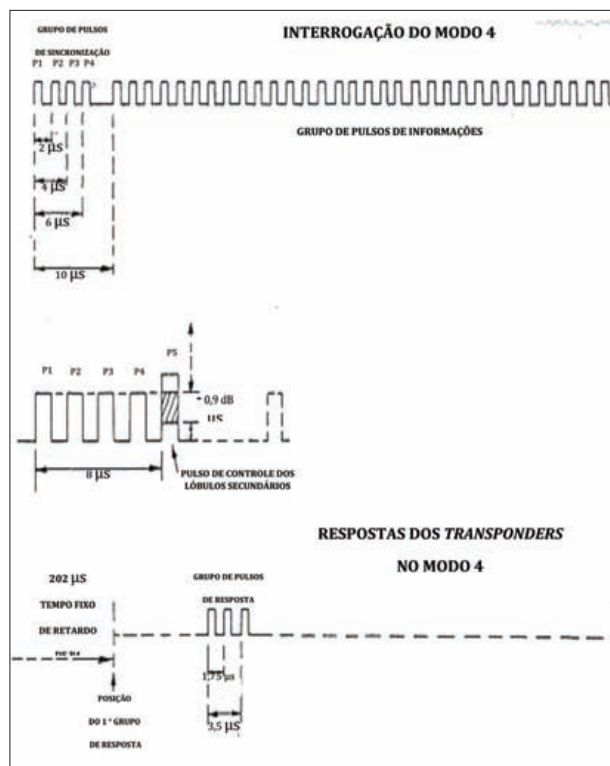 GRUPO DE PULSOS
DE SINCRONIZAÇÃO
INTERROGAÇÃO DO MODO 4
P1 P2 P3 P4
GRUPO DE PULSOS DE INFORMAÇÕES
2 µS
4 µS
6 µS
10 µS
P1 P2 P3 P4 P5
0,9 dB
µS
8 µS
PULSO DE CONTROLE DOS
LÓBULOS SECUNDÁRIOS
RESPOSTAS DOS TRANSPONDERS
NO MODO 4
202 µS
TEMPO FIXO
DE RETARDO
GRUPO DE PULSOS
DE RESPOSTA
1,75 µs
3,5 µS
POSIÇÃO
DO 1° GRUPO
DE RESPOSTA